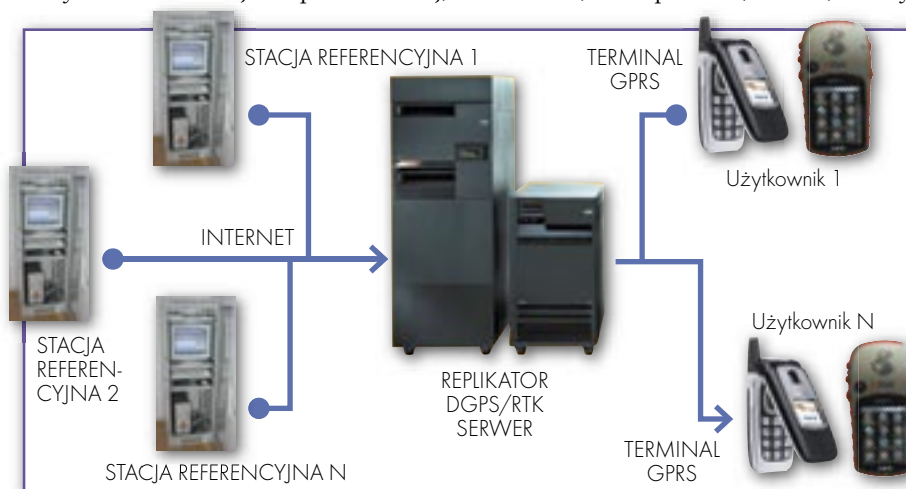 STACJA REFERENCYJNA 1
TERMINAL
GPRS
Użytkownik 1
INTERNET
STACJA
REFEREN-
CYJNA 2
REPLIKATOR
DGPS/RTK
SERWER
Użytkownik N
TERMINAL
GPRS
STACJA REFERENCYJNA N